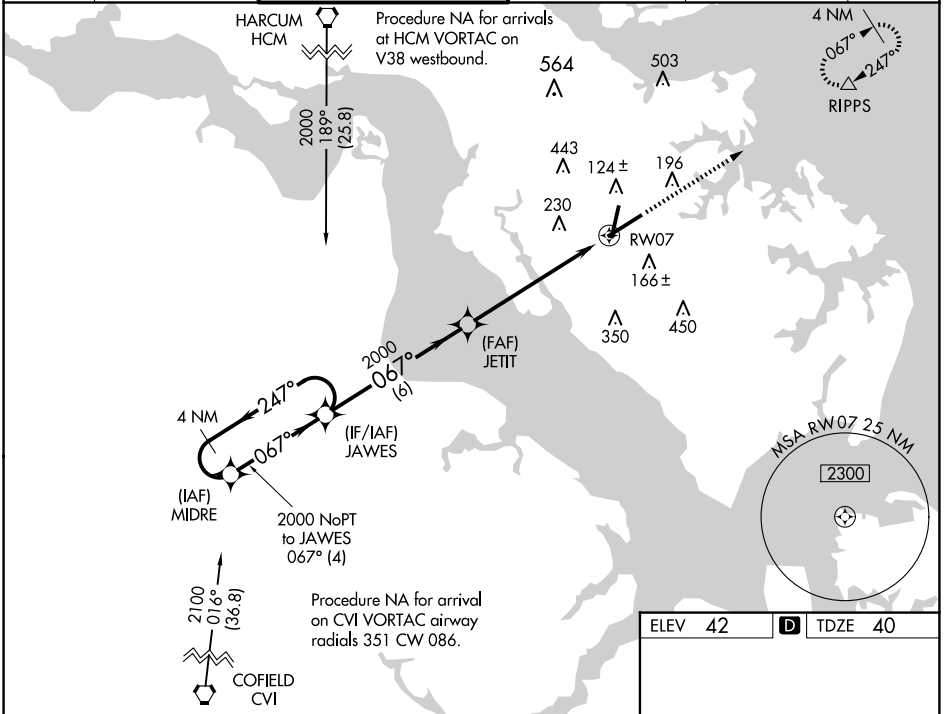 HARCUM
HCM
Procedure NA for arrivals
at HCM VORTAC on
V38 westbound.
4 NM
067°
247°
RIPPS
2000
189°
(25.8)
564
503
443
124±
196
230
RW07
166±
350
450
(FAF)
JETIT
2000
067°
(6)
4 NM
247°
067°
(IF/IAF)
JAWES
(IAF)
MIDRE
2000 NoPT
to JAWES
067° (4)
MSA RW07 25 NM
2300
2100
016°
(36.8)
Procedure NA for arrival
on CVI VORTAC airway
radials 351 CW 086.
COFIELD
CVI
ELEV 42 D TDZE 40